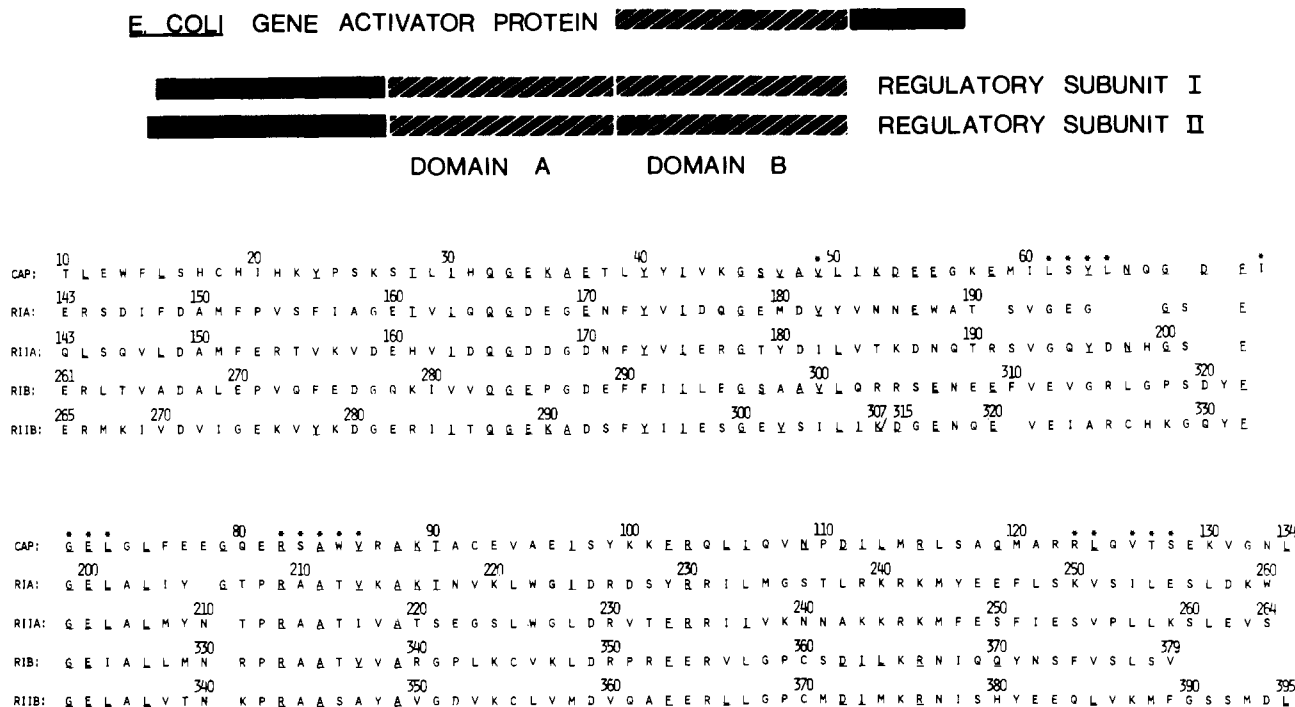 E. COLI GENE ACTIVATOR PROTEIN
REGULATORY SUBUNIT I
REGULATORY SUBUNIT II
DOMAIN A DOMAIN B
10 20 30 40 50 60
CAP: T L E W F L S H C H I H K Y P S K S T L I H Q G E K A E T L Y Y I V K G S V A V L I K D E E G K E M I L S Y L N Q G D F I
143 150 160 170 180 190
RIA: E R S D I F D A M F P V S F I A G E T V I Q Q G D E G E N F Y V I D Q G E M D V Y V N N E W A T S V G E G G S E
143 150 160 170 180 190 200
RIIA: Q L S Q V L D A M F E R T V K V D E H V I D Q G D D G D N F Y V I E R G T Y D I L V T K D N Q T R S V G Q Y D N H G S E
261 270 280 290 300 310 320
RIB: E R L T V A D A L E P V Q F E D G Q K I V V Q G E P G D E F F I I L E G S A A V L Q R R S E N E E F V E V G R L G P S D Y E
265 270 280 290 300 307 315 320 330
RIIB: E R M K I V D V I G E K V Y K D G E R I I T Q G E K A D S F Y I I E S G E V S I L I K/D G E N Q E V E I A R C H K G Q Y E
80 90 100 110 120 130 134
CAP: G E L G L F E E G Q E R S A W V R A K T A C E V A E I S Y K K F R Q L I Q V N P D I L M R L S A Q M A R R L Q V T S E K V G N L
200 210 220 230 240 250 260
RIA: G E L A L I Y G T P R A A T V K A K T N V K L W G I D R D S Y R R I L M G S T L R K R K M Y E E F L S K V S I L E S L D K W
210 220 230 240 250 260 264
RIIA: G E L A L M Y N T P R A A T I V A T S E G S L W G L D R V T F R R I I V K N N A K K R K M F E S F I E S V P L L K S L E V S
330 340 350 360 370 379
RIB: G E I A L L M N R P R A A T V V A R G P L K C V K L D R P R F E R V L G P C S D I L K R N I Q Q Y N S F V S L S V
340 350 360 370 380 390 395
RIIB: G E L A L V T N K P R A A S A Y A V G D V K C L V M D V Q A F E R L L G P C M D I M K R N I S H Y E E Q L V K M F G S S M D L